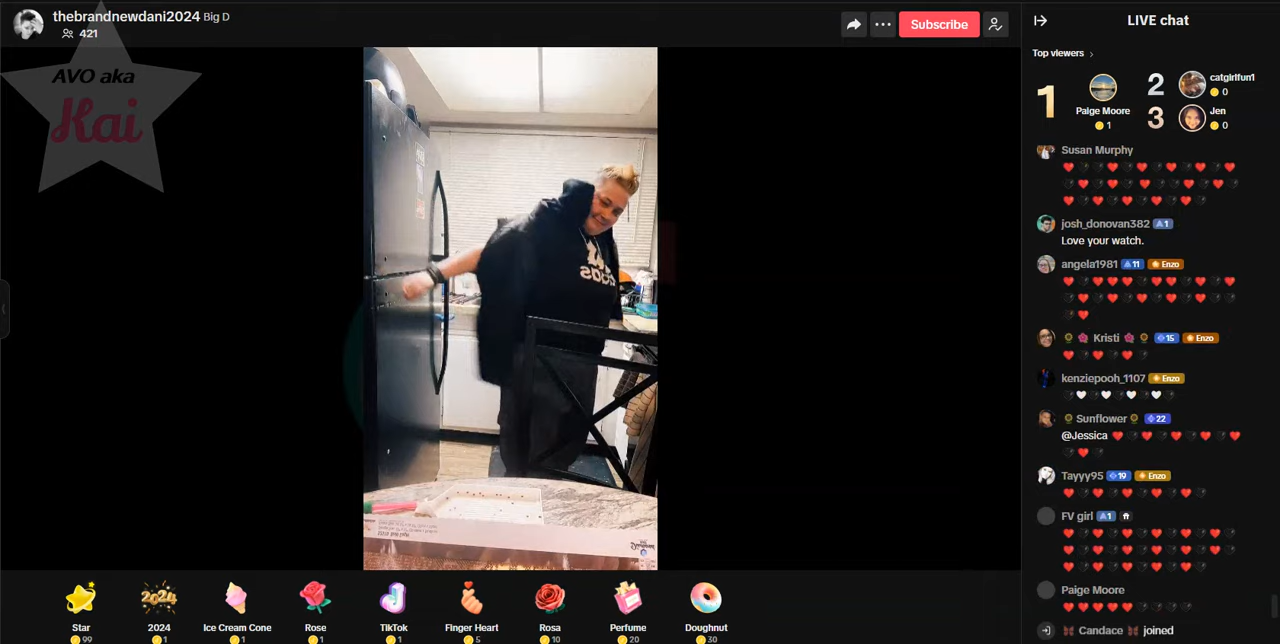 thebrandnewdani2024 Big D
421
Subscribe
AVO aka
Kai
LIVE chat
Top viewers
1
Paige Moore
1
2
catgirlfun1
0
3
Jen
0
Susan Murphy
josh_donovan382 1
Love your watch.
angela1981 11 Enzo
Kristi 15 Enzo
kenziepooh_1107 Enzo
Sunflower 22
@Jessica
Tayyy95 19 Enzo
FV girl 1
Paige Moore
Candace joined
Star
99
2024
1
Ice Cream Cone
1
Rose
1
TikTok
1
Finger Heart
5
Rosa
10
Perfume
20
Doughnut
30